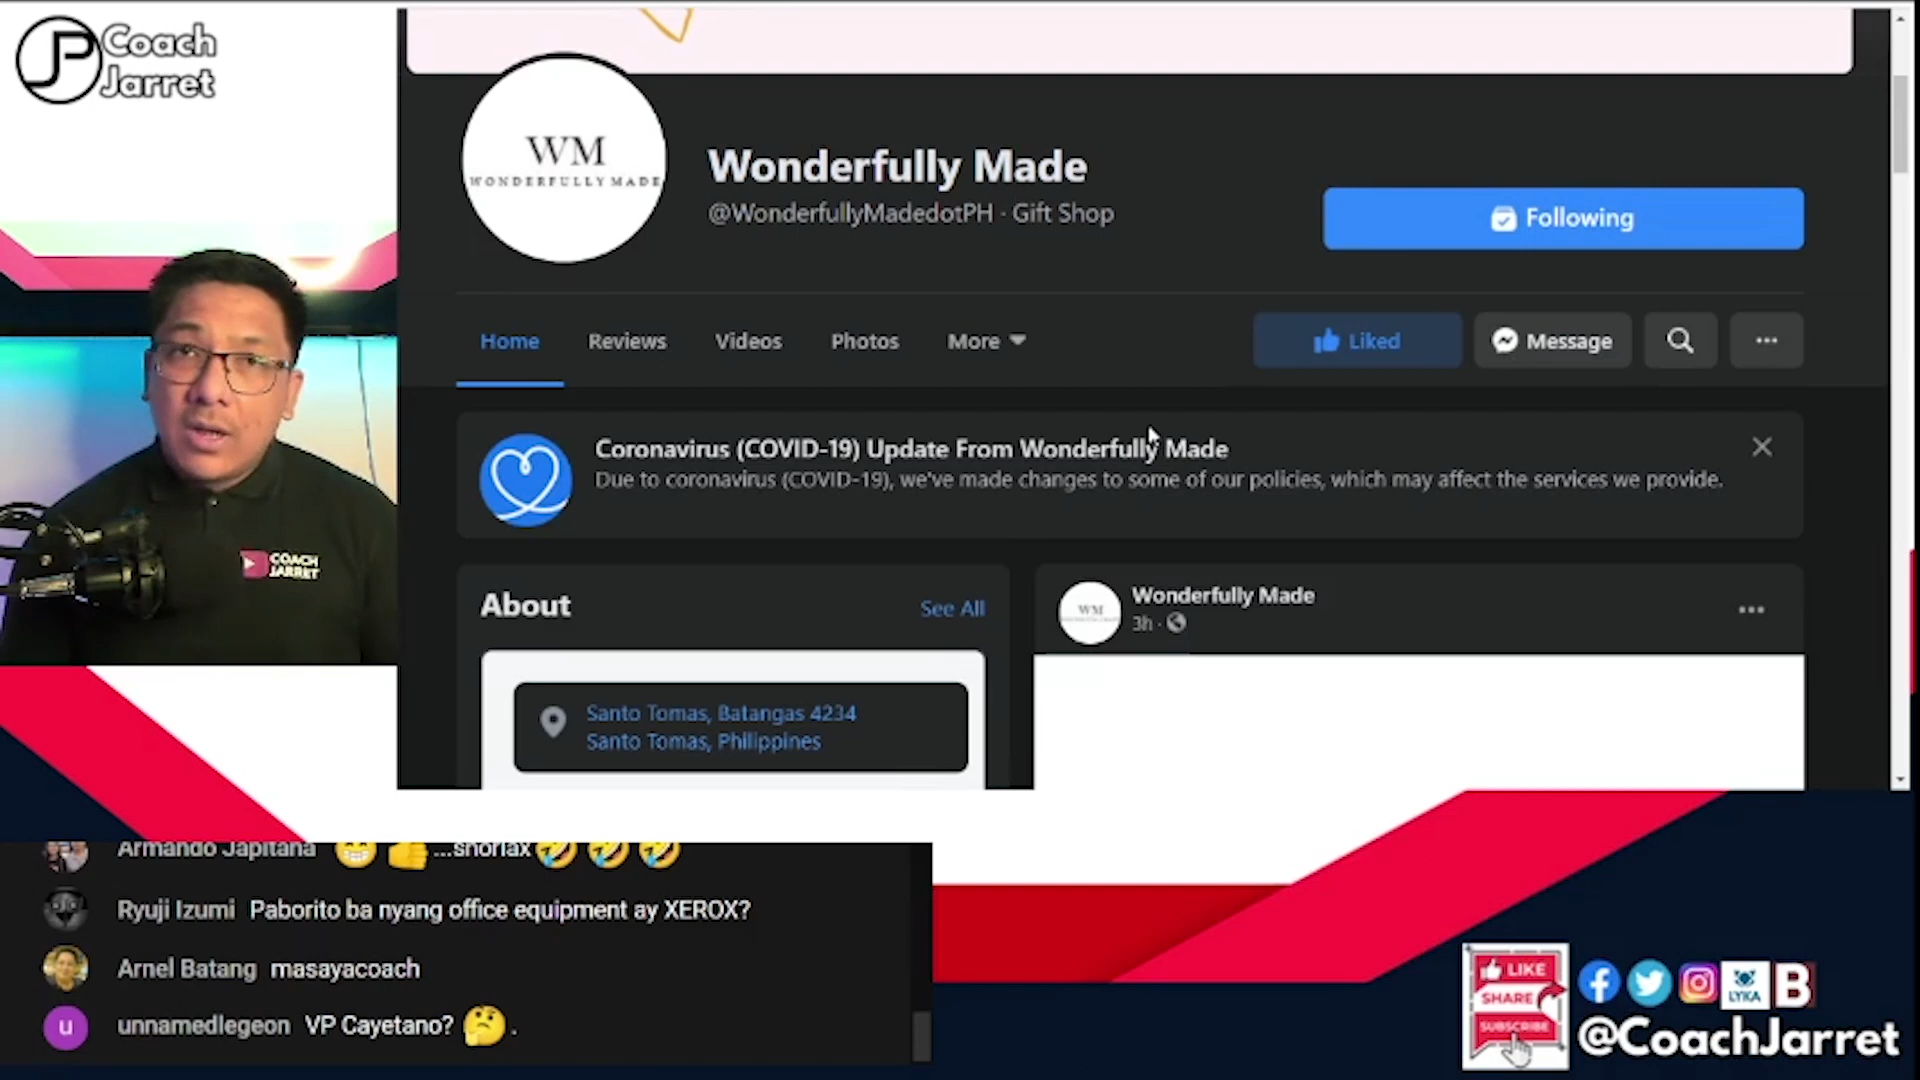 Coach
Jarret
WM
WONDERFULLY MADE
Wonderfully Made
@WonderfullyMadedotPH · Gift Shop
Following
Home
Reviews
Videos
Photos
More
Liked
Message
Coronavirus (COVID-19) Update From Wonderfully Made
Due to coronavirus (COVID-19), we've made changes to some of our policies, which may affect the services we provide.
COACH
JARRET
About
See All
WM
Wonderfully Made
3h ·
Santo Tomas, Batangas 4234
Santo Tomas, Philippines
Armando Japitana 😁 👍 ...shorlax 🤣 🤣 🤣
Ryuji Izumi Paborito ba nyang office equipment ay XEROX?
Arnel Batang masayacoach
u unnamedlegeon VP Cayetano? 🤔 .
LIKE
SHARE
SUBSCRIBE
LYKA
B
@CoachJarret